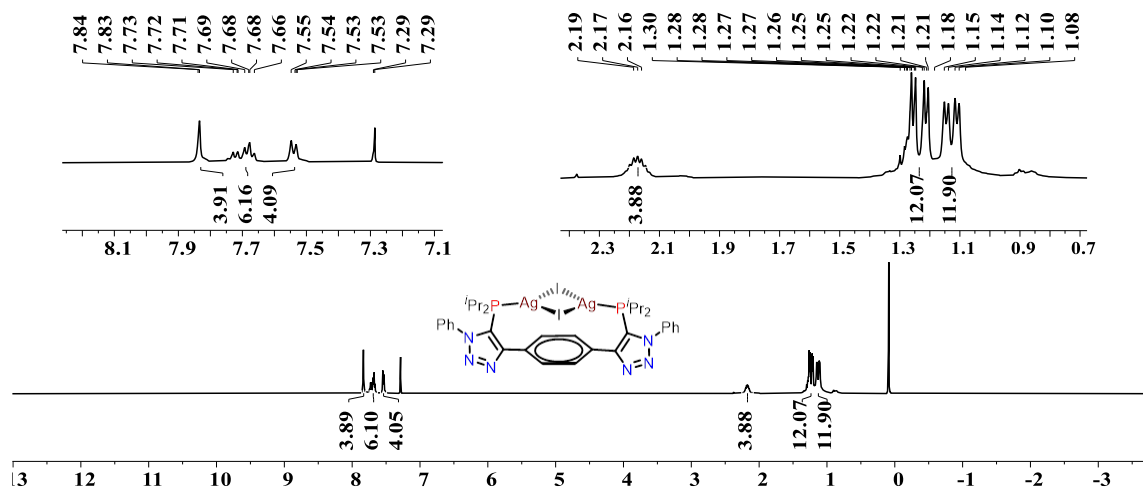 7.84 7.83 7.73 7.72 7.71 7.69 7.68 7.68 7.66 7.55 7.54 7.53 7.53 7.29 7.29
2.19 2.17 2.16 1.30 1.28 1.28 1.27 1.27 1.26 1.25 1.25 1.22 1.22 1.21 1.21 1.18 1.15 1.14 1.12 1.10 1.08
3.91 6.16 4.09
3.88 12.07 11.90
8.1 7.9 7.7 7.5 7.3 7.1
2.3 2.1 1.9 1.7 1.5 1.3 1.1 0.9 0.7
I
iPr2P Ag Ag PiPr2
I
Ph Ph
N N
N N N N
3.89 6.10 4.05 3.88 12.07 11.90
13 12 11 10 9 8 7 6 5 4 3 2 1 0 -1 -2 -3